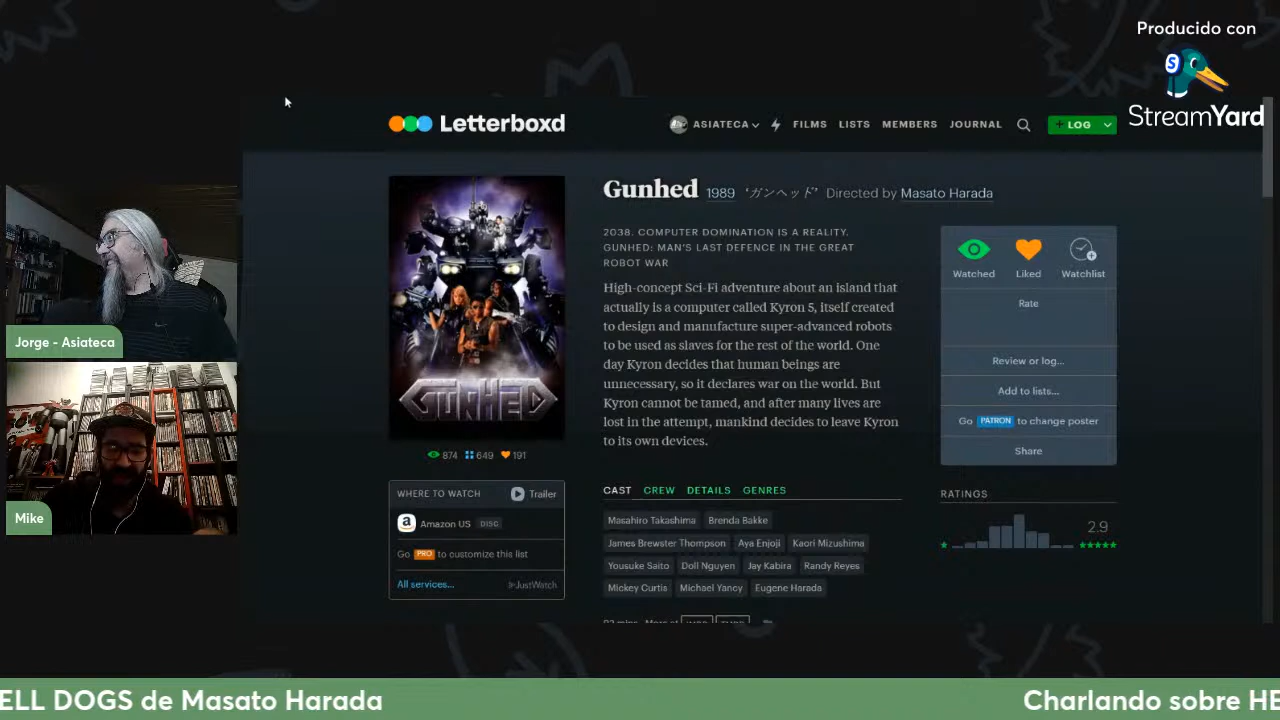 Producido con
StreamYard
Letterboxd
ASIATECA
FILMS
LISTS
MEMBERS
JOURNAL
+ LOG
Gunhed 1989 ‘ガンヘッド’ Directed by Masato Harada
2038. COMPUTER DOMINATION IS A REALITY.
GUNHED: MAN'S LAST DEFENCE IN THE GREAT
ROBOT WAR
High-concept Sci-Fi adventure about an island that
actually is a computer called Kyron 5, itself created
to design and manufacture super-advanced robots
to be used as slaves for the rest of the world. One
day Kyron decides that human beings are
unnecessary, so it declares war on the world. But
Kyron cannot be tamed, and after many lives are
lost in the attempt, mankind decides to leave Kyron
to its own devices.
GUNHED
874 649 191
WHERE TO WATCH Trailer
Amazon US DISC
Go PRO to customize this list
All services... JustWatch
CAST CREW DETAILS GENRES
Masahiro Takashima Brenda Bakke
James Brewster Thompson Aya Enjoji Kaori Mizushima
Yousuke Saito Doll Nguyen Jay Kabira Randy Reyes
Mickey Curtis Michael Yancy Eugene Harada
Watched Liked Watchlist
Rate
Review or log...
Add to lists...
Go PATRON to change poster
Share
RATINGS
2.9
Jorge - Asiateca
Mike
ELL DOGS de Masato Harada
Charlando sobre HE